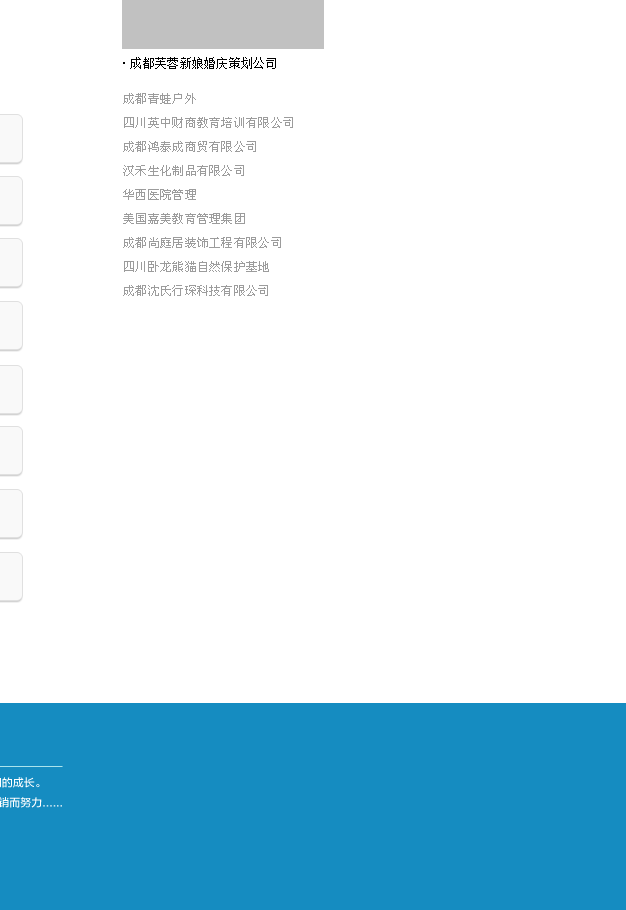 · 成都芙蓉新娘婚庆策划公司
成都青蛙户外
四川英中财商教育培训有限公司
成都鸿泰成商贸有限公司
汉禾生化制品有限公司
华西医院管理
美国嘉美教育管理集团
成都尚庭居装饰工程有限公司
四川卧龙熊猫自然保护基地
成都沈氏行琛科技有限公司
的成长。
销而努力......